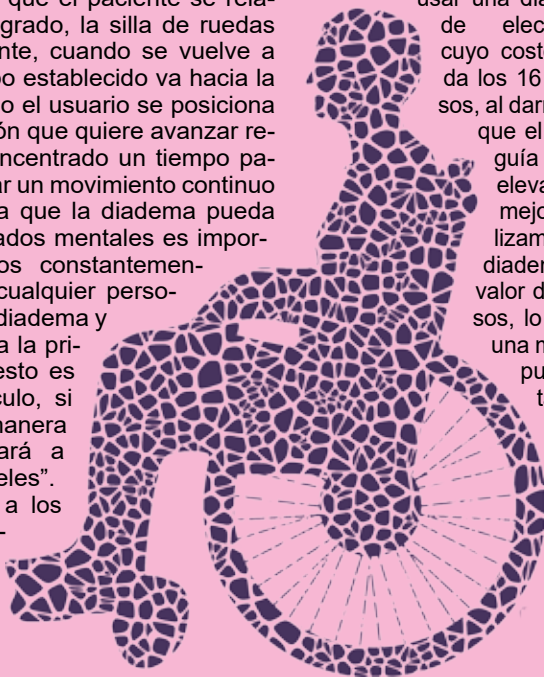 que el paciente se rela-
grado, la silla de ruedas
nte, cuando se vuelve a
po establecido va hacia la
o el usuario se posiciona
ón que quiere avanzar re-
ncentrado un tiempo pa-
ar un movimiento continuo
a que la diadema pueda
ados mentales es impor-
os constantemen-
cualquier perso-
diadema y
a la pri-
esto es
culo, si
manera
ará a
eles”.
a los
-
usar una dia
de elec
cuyo cost
da los 16
sos, al darn
que el
guía
eleva
mejo
lizam
diader
valor d
sos, lo
una m
pu
t